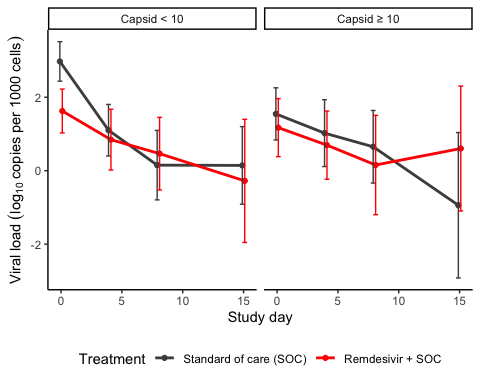 Capsid < 10
Capsid ≥ 10
Viral load (log₁₀ copies per 1000 cells)
2
0
-2
0
5
10
15
0
5
10
15
Study day
Treatment
Standard of care (SOC)
Remdesivir + SOC